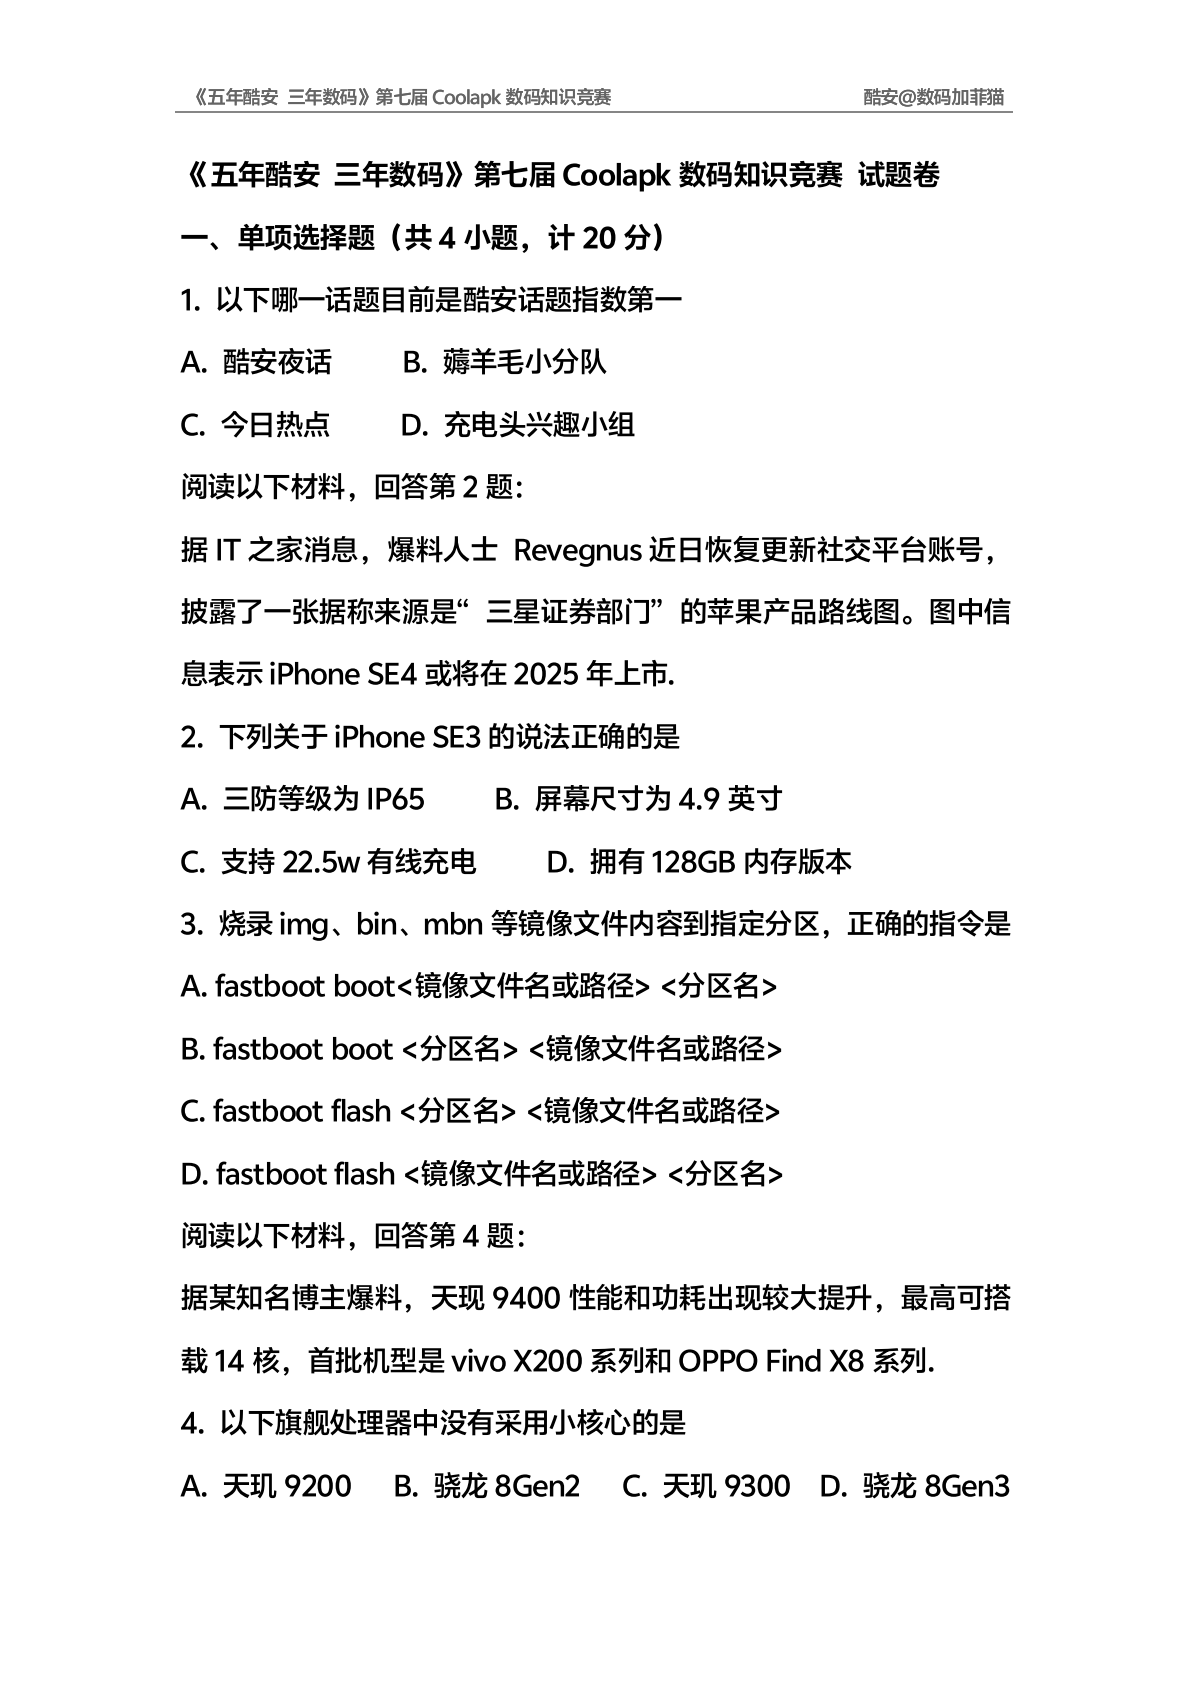 《五年酷安 三年数码》第七届 Coolapk 数码知识竞赛 酷安@数码加菲猫
《五年酷安 三年数码》第七届 Coolapk 数码知识竞赛 试题卷
一、单项选择题（共 4 小题，计 20 分）
1. 以下哪一话题目前是酷安话题指数第一
A. 酷安夜话 B. 薅羊毛小分队
C. 今日热点 D. 充电头兴趣小组
阅读以下材料，回答第 2 题：
据 IT 之家消息，爆料人士 Revegnus 近日恢复更新社交平台账号，
披露了一张据称来源是“ 三星证券部门”的苹果产品路线图。图中信
息表示 iPhone SE4 或将在 2025 年上市.
2. 下列关于 iPhone SE3 的说法正确的是
A. 三防等级为 IP65 B. 屏幕尺寸为 4.9 英寸
C. 支持 22.5w 有线充电 D. 拥有 128GB 内存版本
3. 烧录 img、bin、mbn 等镜像文件内容到指定分区，正确的指令是
A. fastboot boot<镜像文件名或路径> <分区名>
B. fastboot boot <分区名> <镜像文件名或路径>
C. fastboot flash <分区名> <镜像文件名或路径>
D. fastboot flash <镜像文件名或路径> <分区名>
阅读以下材料，回答第 4 题：
据某知名博主爆料，天现 9400 性能和功耗出现较大提升，最高可搭
载 14 核，首批机型是 vivo X200 系列和 OPPO Find X8 系列.
4. 以下旗舰处理器中没有采用小核心的是
A. 天玑 9200 B. 骁龙 8Gen2 C. 天玑 9300 D. 骁龙 8Gen3